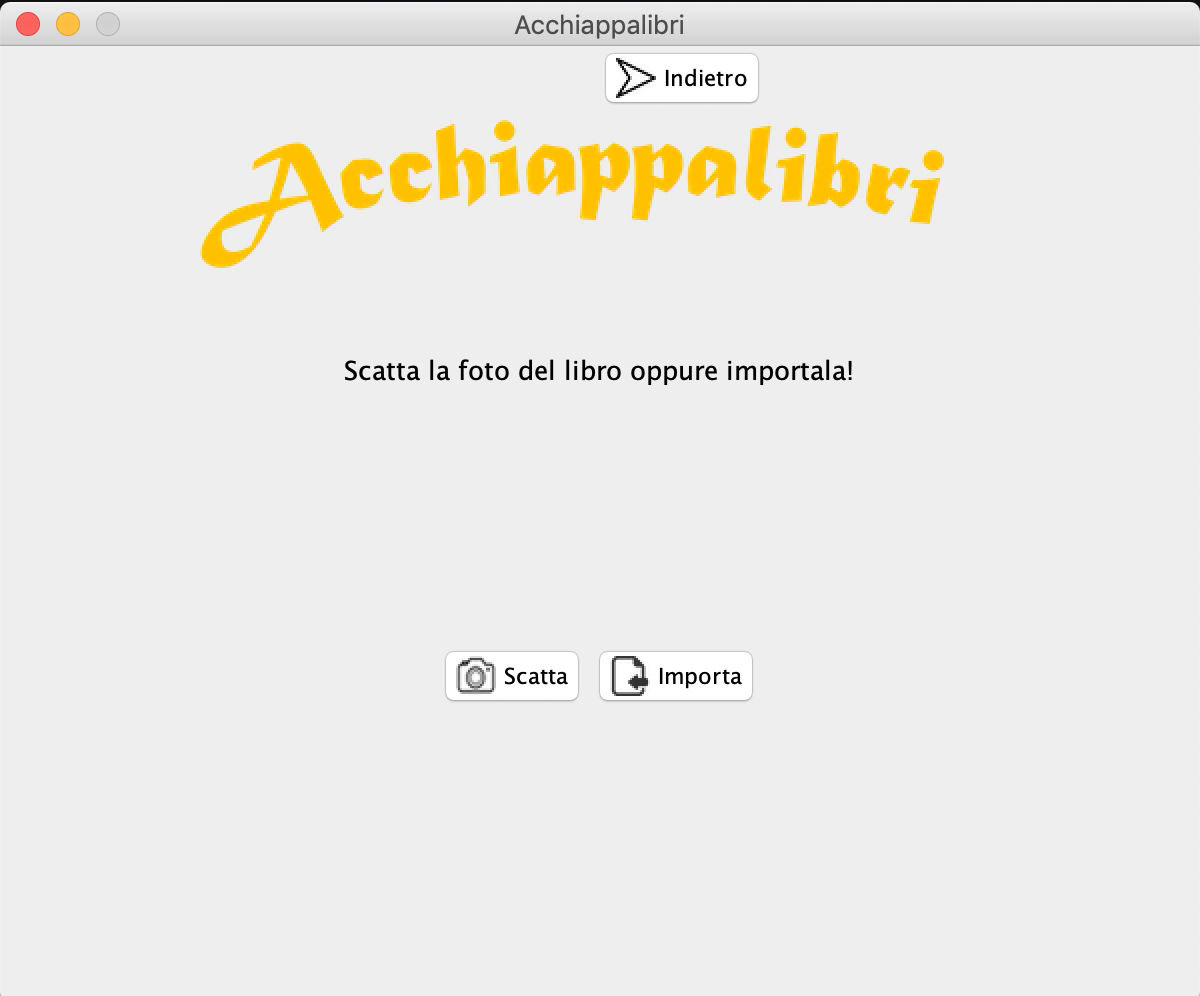 Acchiappalibri
Indietro
Acchiappalibri
Scatta la foto del libro oppure importala!
Scatta
Importa